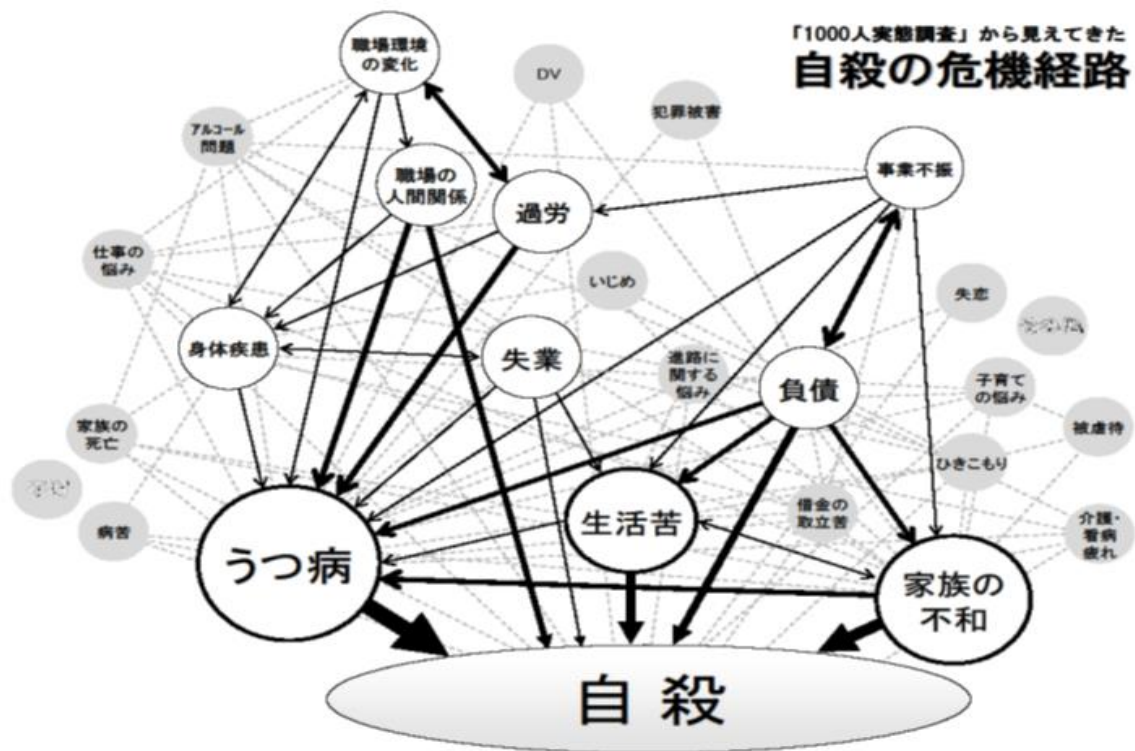 「1000人実態調査」から見えてきた
自殺の危機経路
職場環境
の変化
DV
犯罪被害
アルコール
問題
職場の
人間関係
過労
事業不振
仕事の
悩み
いじめ
失恋
身体疾患
失業
進路に
関する
悩み
負債
子育て
の悩み
家族の
死亡
被虐待
ひきこもり
病苦
うつ病
生活苦
借金の
取立苦
介護・
看病
疲れ
家族の
不和
自殺